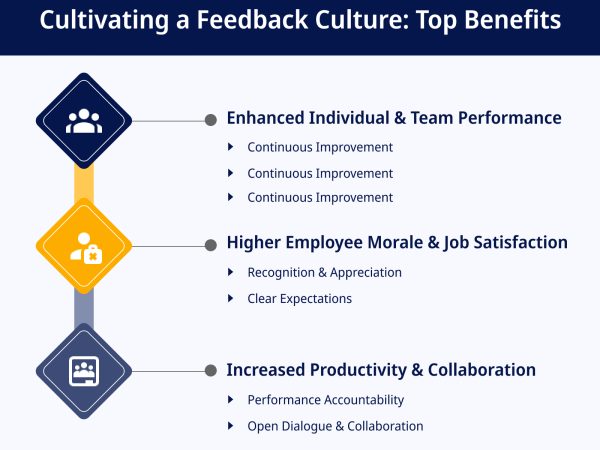 Cultivating a Feedback Culture: Top Benefits
Enhanced Individual & Team Performance
Continuous Improvement
Continuous Improvement
Continuous Improvement
Higher Employee Morale & Job Satisfaction
Recognition & Appreciation
Clear Expectations
Increased Productivity & Collaboration
Performance Accountability
Open Dialogue & Collaboration